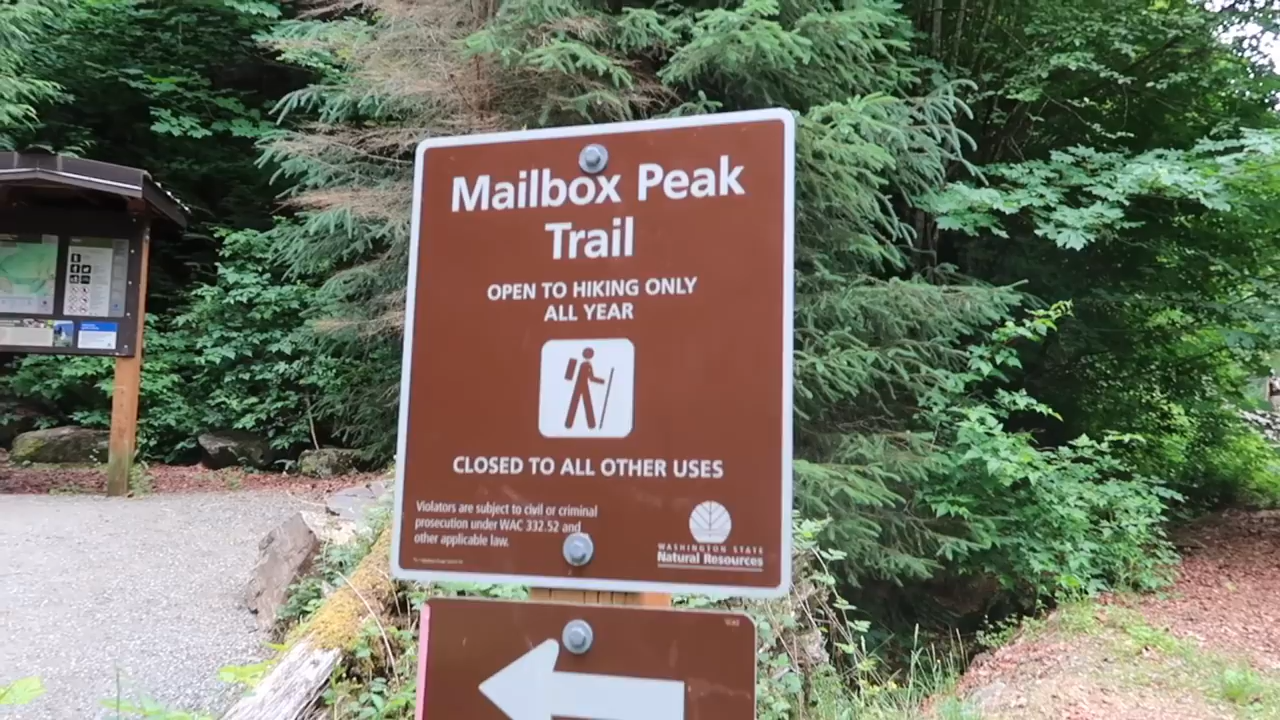 Mailbox Peak
Trail
OPEN TO HIKING ONLY
ALL YEAR
CLOSED TO ALL OTHER USES
Violators are subject to civil or criminal
prosecution under WAC 332.52 and
other applicable law.
WASHINGTON STATE
Natural Resources